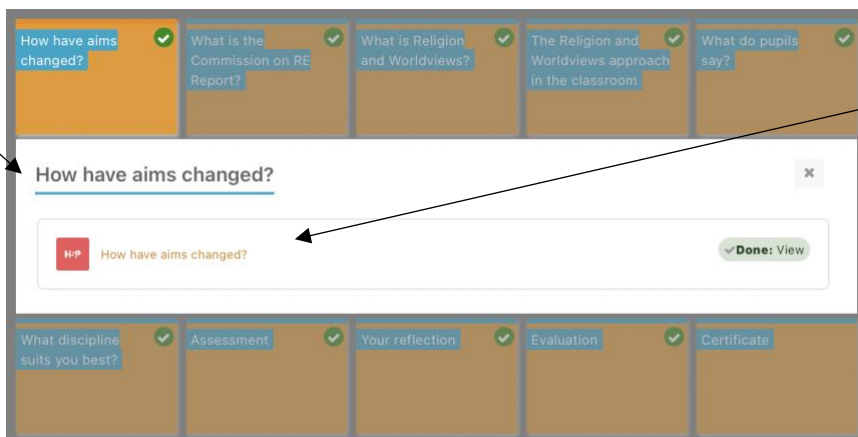 How have aims
changed?
What is the
Commission on RE
Report?
What is Religion
and Worldviews?
The Religion and
Worldviews approach
in the classroom
What do pupils
say?
How have aims changed?
×
H5P
How have aims changed?
✓Done: View
What discipline
suits you best?
Assessment
Your reflection
Evaluation
Certificate